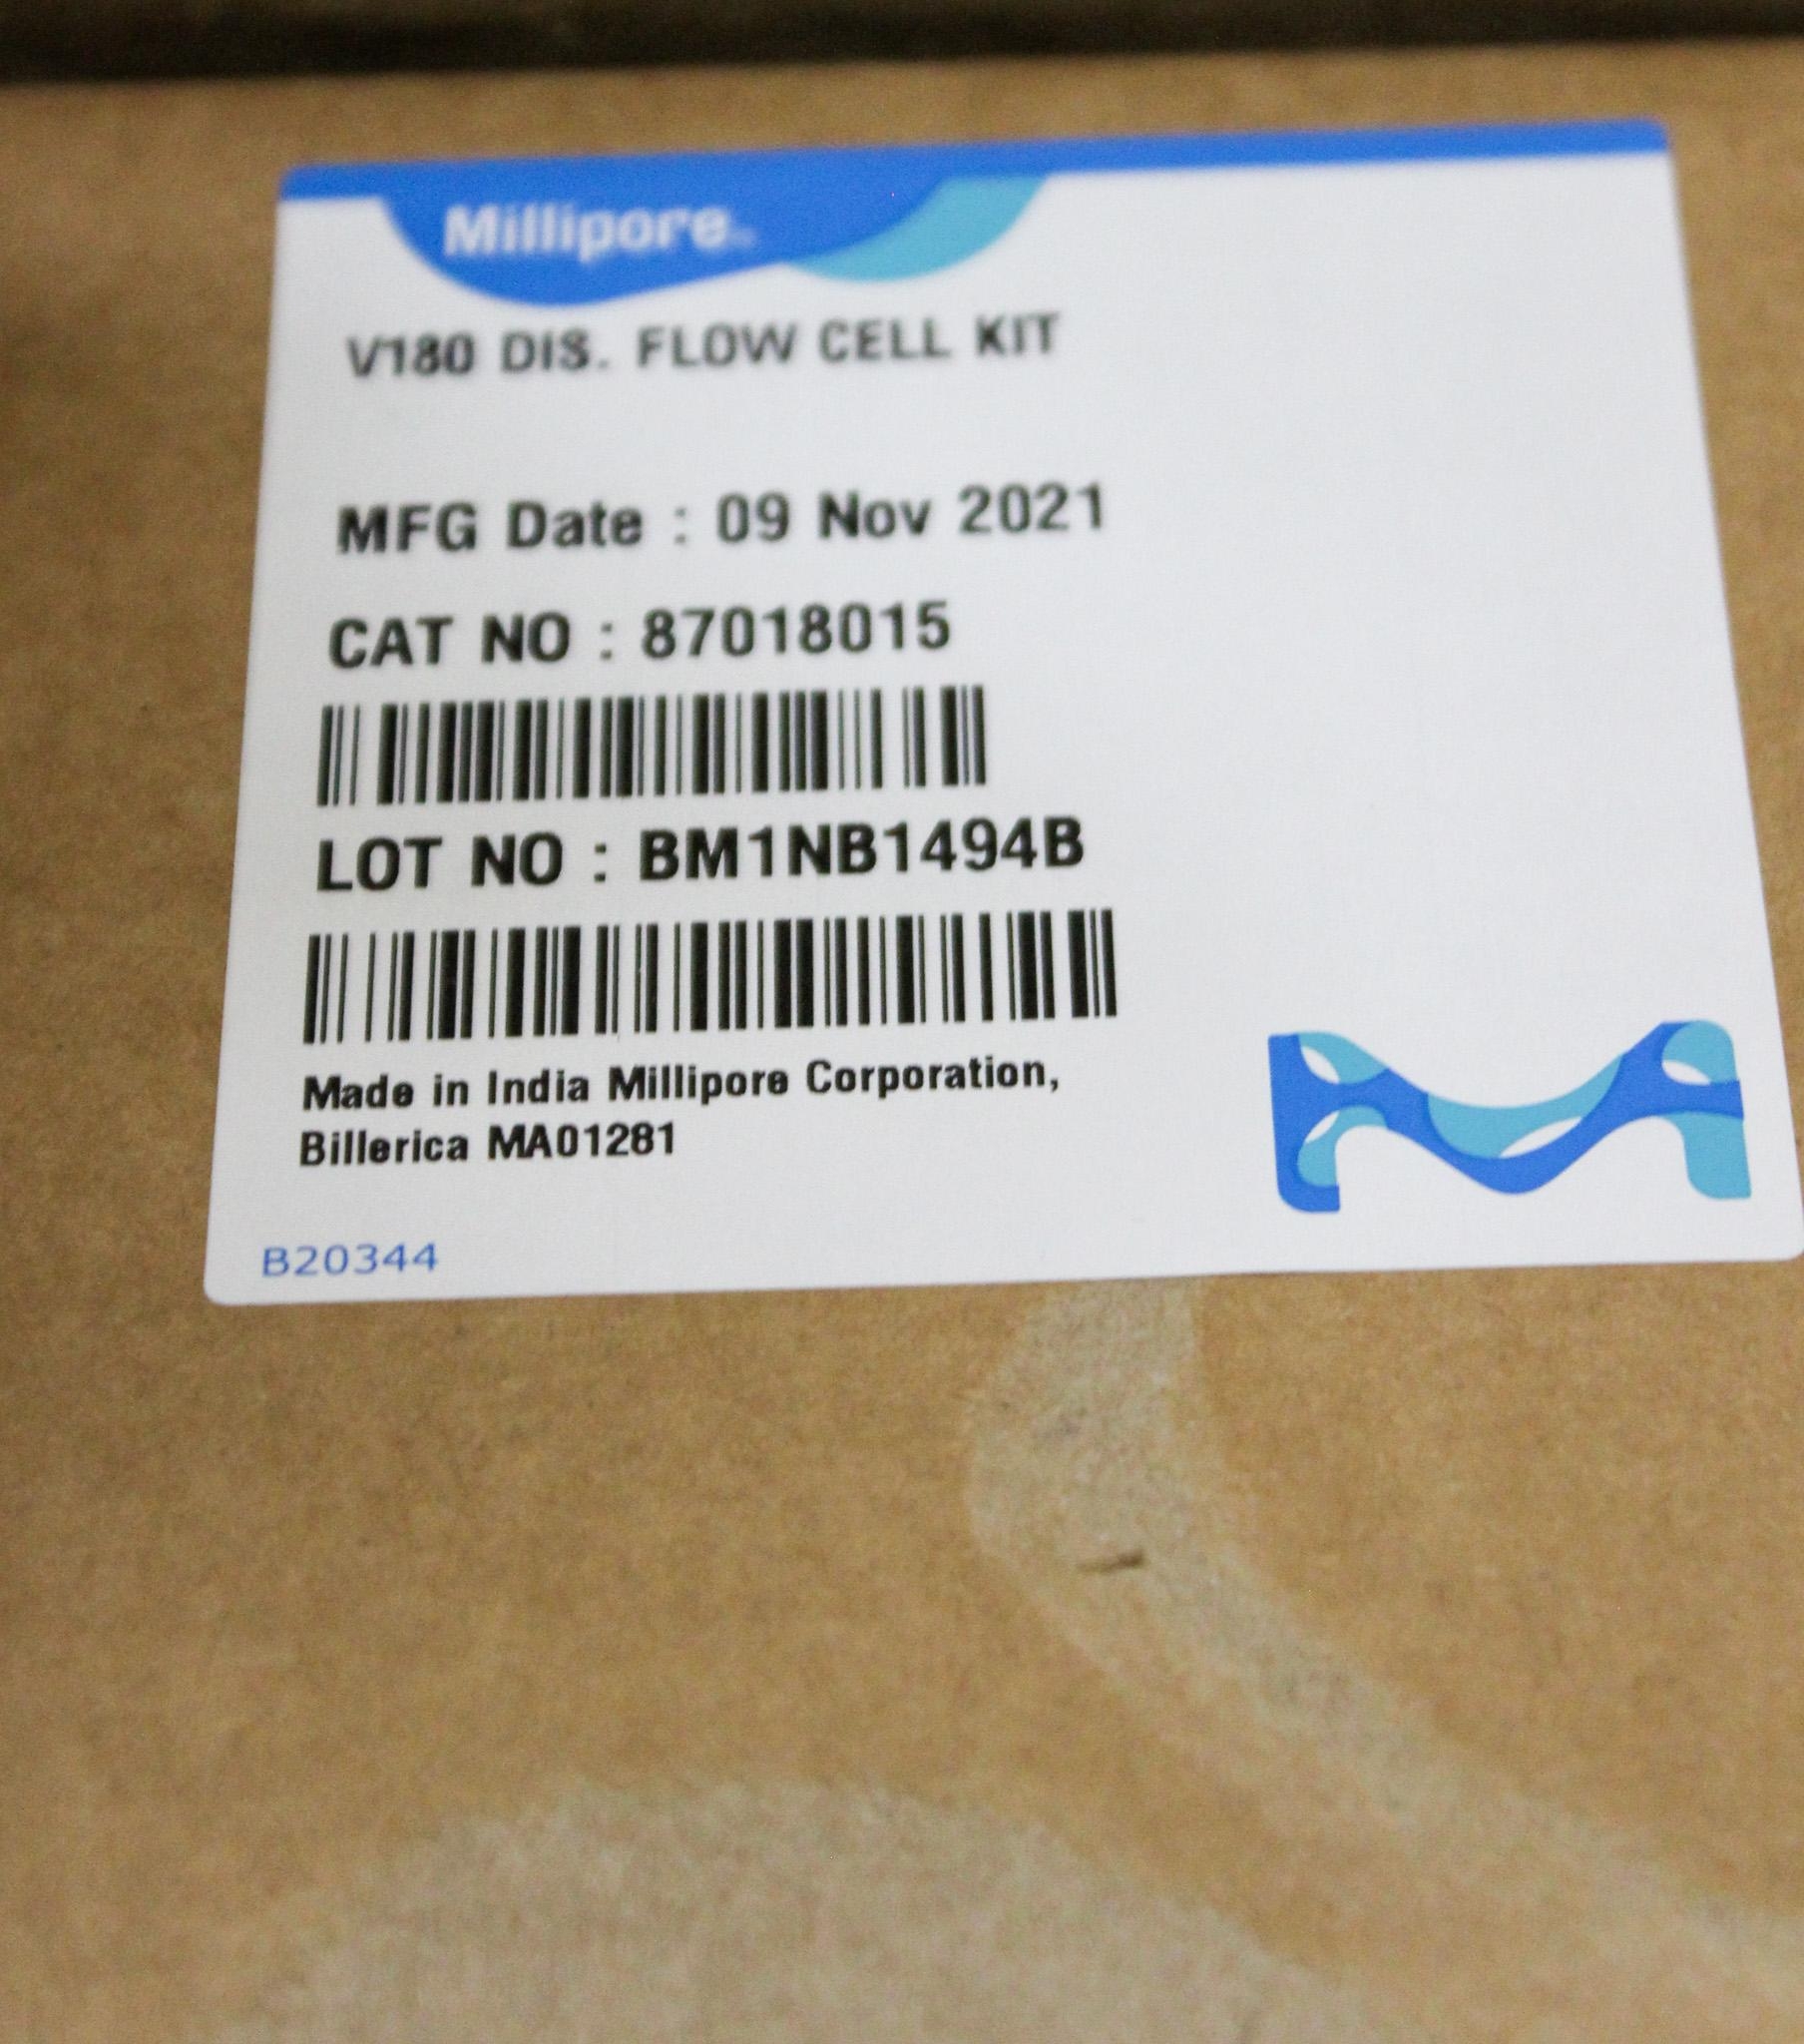 Millipore
V180 DIS. FLOW CELL KIT
MFG Date : 09 Nov 2021
CAT NO : 87018015
LOT NO : BM1NB1494B
Made in India Millipore Corporation,
Billerica MA01281
B20344